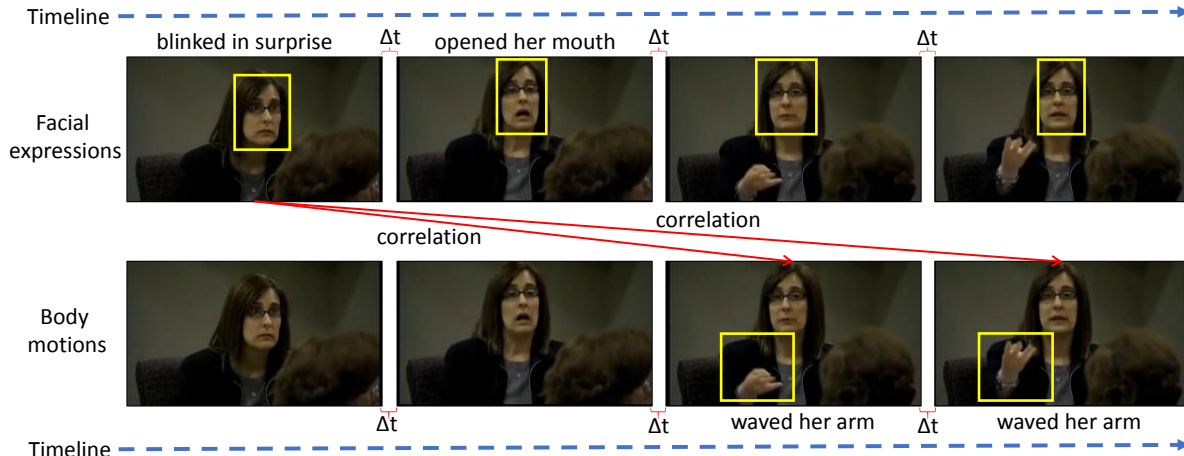 Timeline
blinked in surprise
Δt
opened her mouth
Δt
Δt
Facial
expressions
correlation
correlation
Body
motions
Δt
Δt
waved her arm
Δt
waved her arm
Timeline